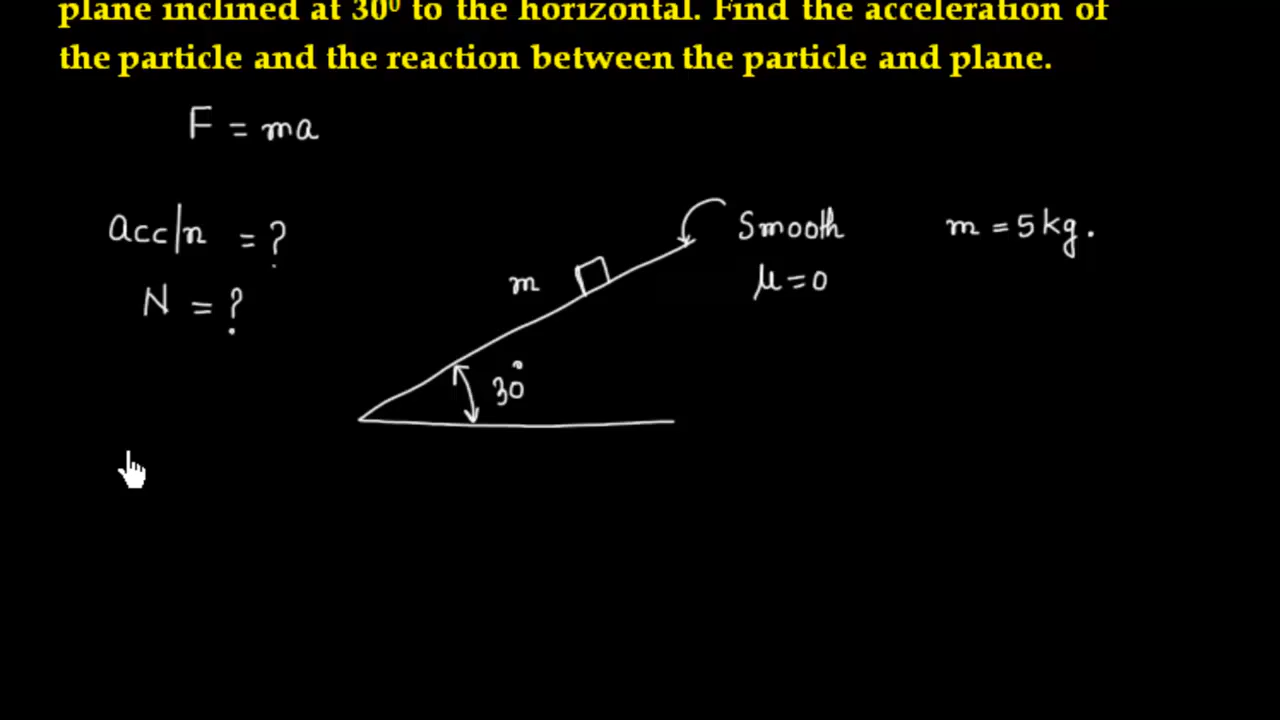 plane inclined at 30⁰ to the horizontal. Find the acceleration of
the particle and the reaction between the particle and plane.
F = ma
acc/n = ?
N = ?
m
30°
Smooth
μ = 0
m = 5 kg.